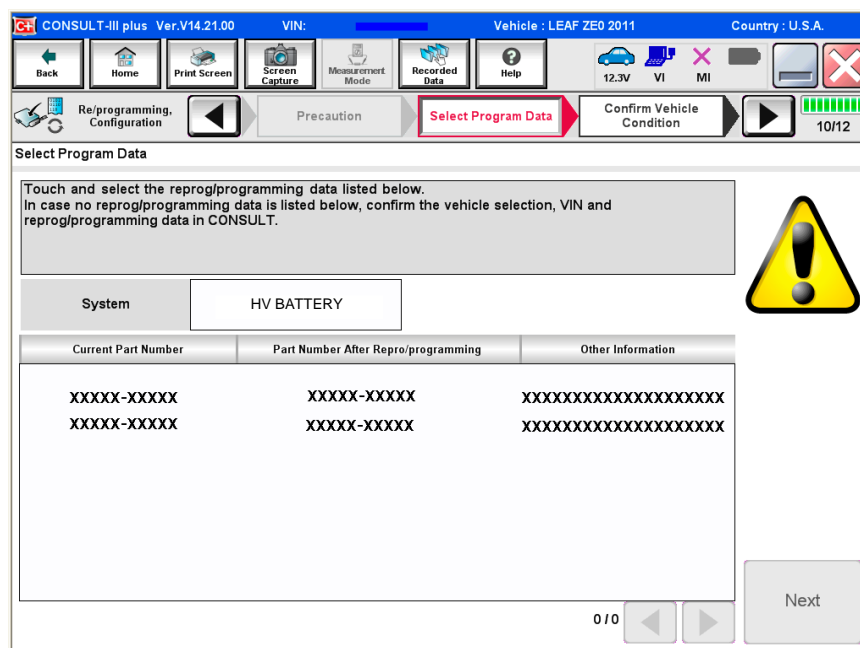 CONSULT-III plus Ver.V14.21.00 VIN: Vehicle : LEAF ZE0 2011 Country : U.S.A.
Back
Home
Print Screen
Screen
Capture
Measurement
Mode
Recorded
Data
Help
12.3V
VI
MI
Re/programming,
Configuration
Precaution
Select Program Data
Confirm Vehicle
Condition
10/12
Select Program Data
Touch and select the reprog/programming data listed below.
In case no reprog/programming data is listed below, confirm the vehicle selection, VIN and
reprog/programming data in CONSULT.
System
HV BATTERY
Current Part Number
Part Number After Repro/programming
Other Information
XXXXX-XXXXX XXXXX-XXXXX XXXXXXXXXXXXXXXXXXXX
XXXXX-XXXXX XXXXX-XXXXX XXXXXXXXXXXXXXXXXXXX
Next
0/0